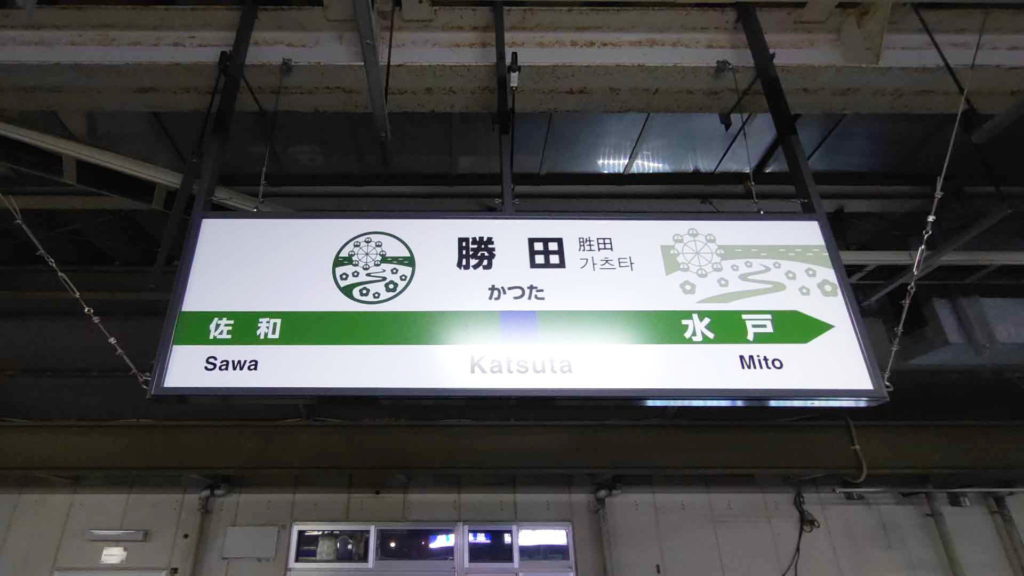 勝田
胜田
가츠타
かつた
佐和
水戸
Sawa
Katsuta
Mito